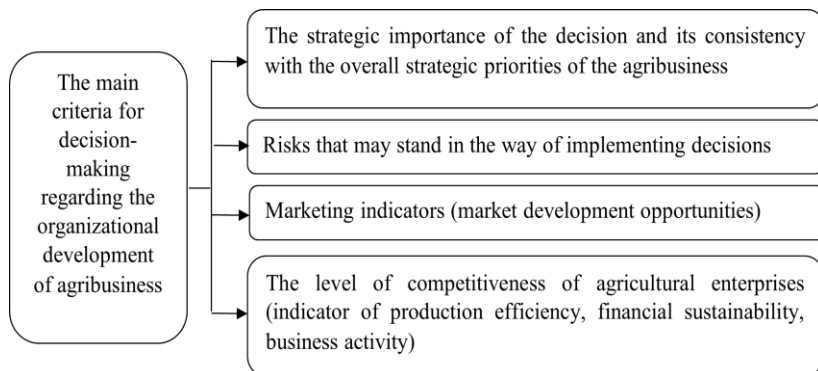 The main
criteria for
decision-
making
regarding the
organizational
development
of agribusiness
The strategic importance of the decision and its consistency
with the overall strategic priorities of the agribusiness
Risks that may stand in the way of implementing decisions
Marketing indicators (market development opportunities)
The level of competitiveness of agricultural enterprises
(indicator of production efficiency, financial sustainability,
business activity)